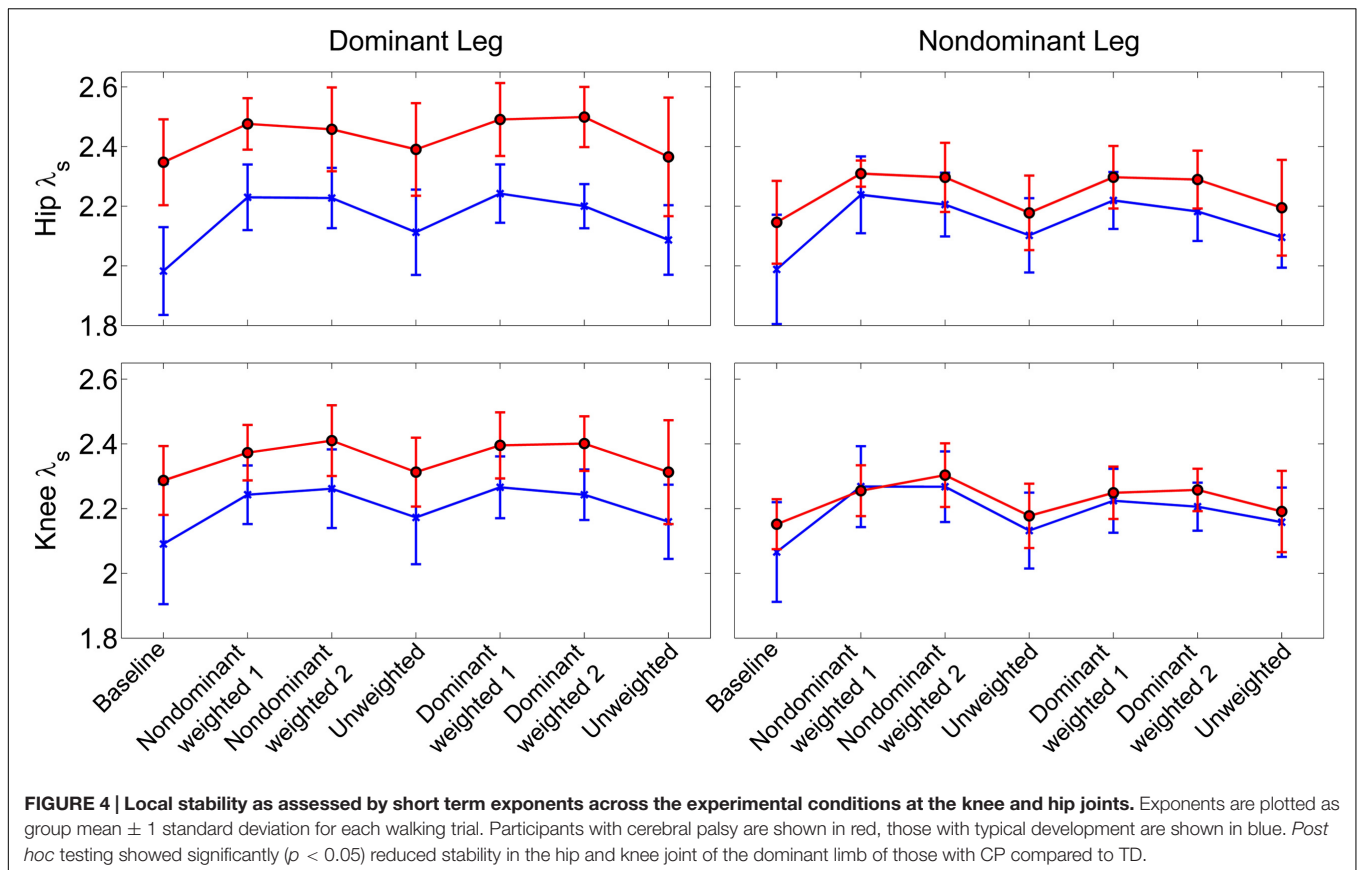 Dominant Leg
Nondominant Leg
Hip λs
2.6
2.4
2.2
2
1.8
Knee λs
2.6
2.4
2.2
2
1.8
Baseline
Nondominant
weighted 1
Nondominant
weighted 2
Unweighted
Dominant
weighted 1
Dominant
weighted 2
Unweighted
Baseline
Nondominant
weighted 1
Nondominant
weighted 2
Unweighted
Dominant
weighted 1
Dominant
weighted 2
Unweighted
FIGURE 4 | Local stability as assessed by short term exponents across the experimental conditions at the knee and hip joints. Exponents are plotted as
group mean ± 1 standard deviation for each walking trial. Participants with cerebral palsy are shown in red, those with typical development are shown in blue. Post
hoc testing showed significantly (p < 0.05) reduced stability in the hip and knee joint of the dominant limb of those with CP compared to TD.